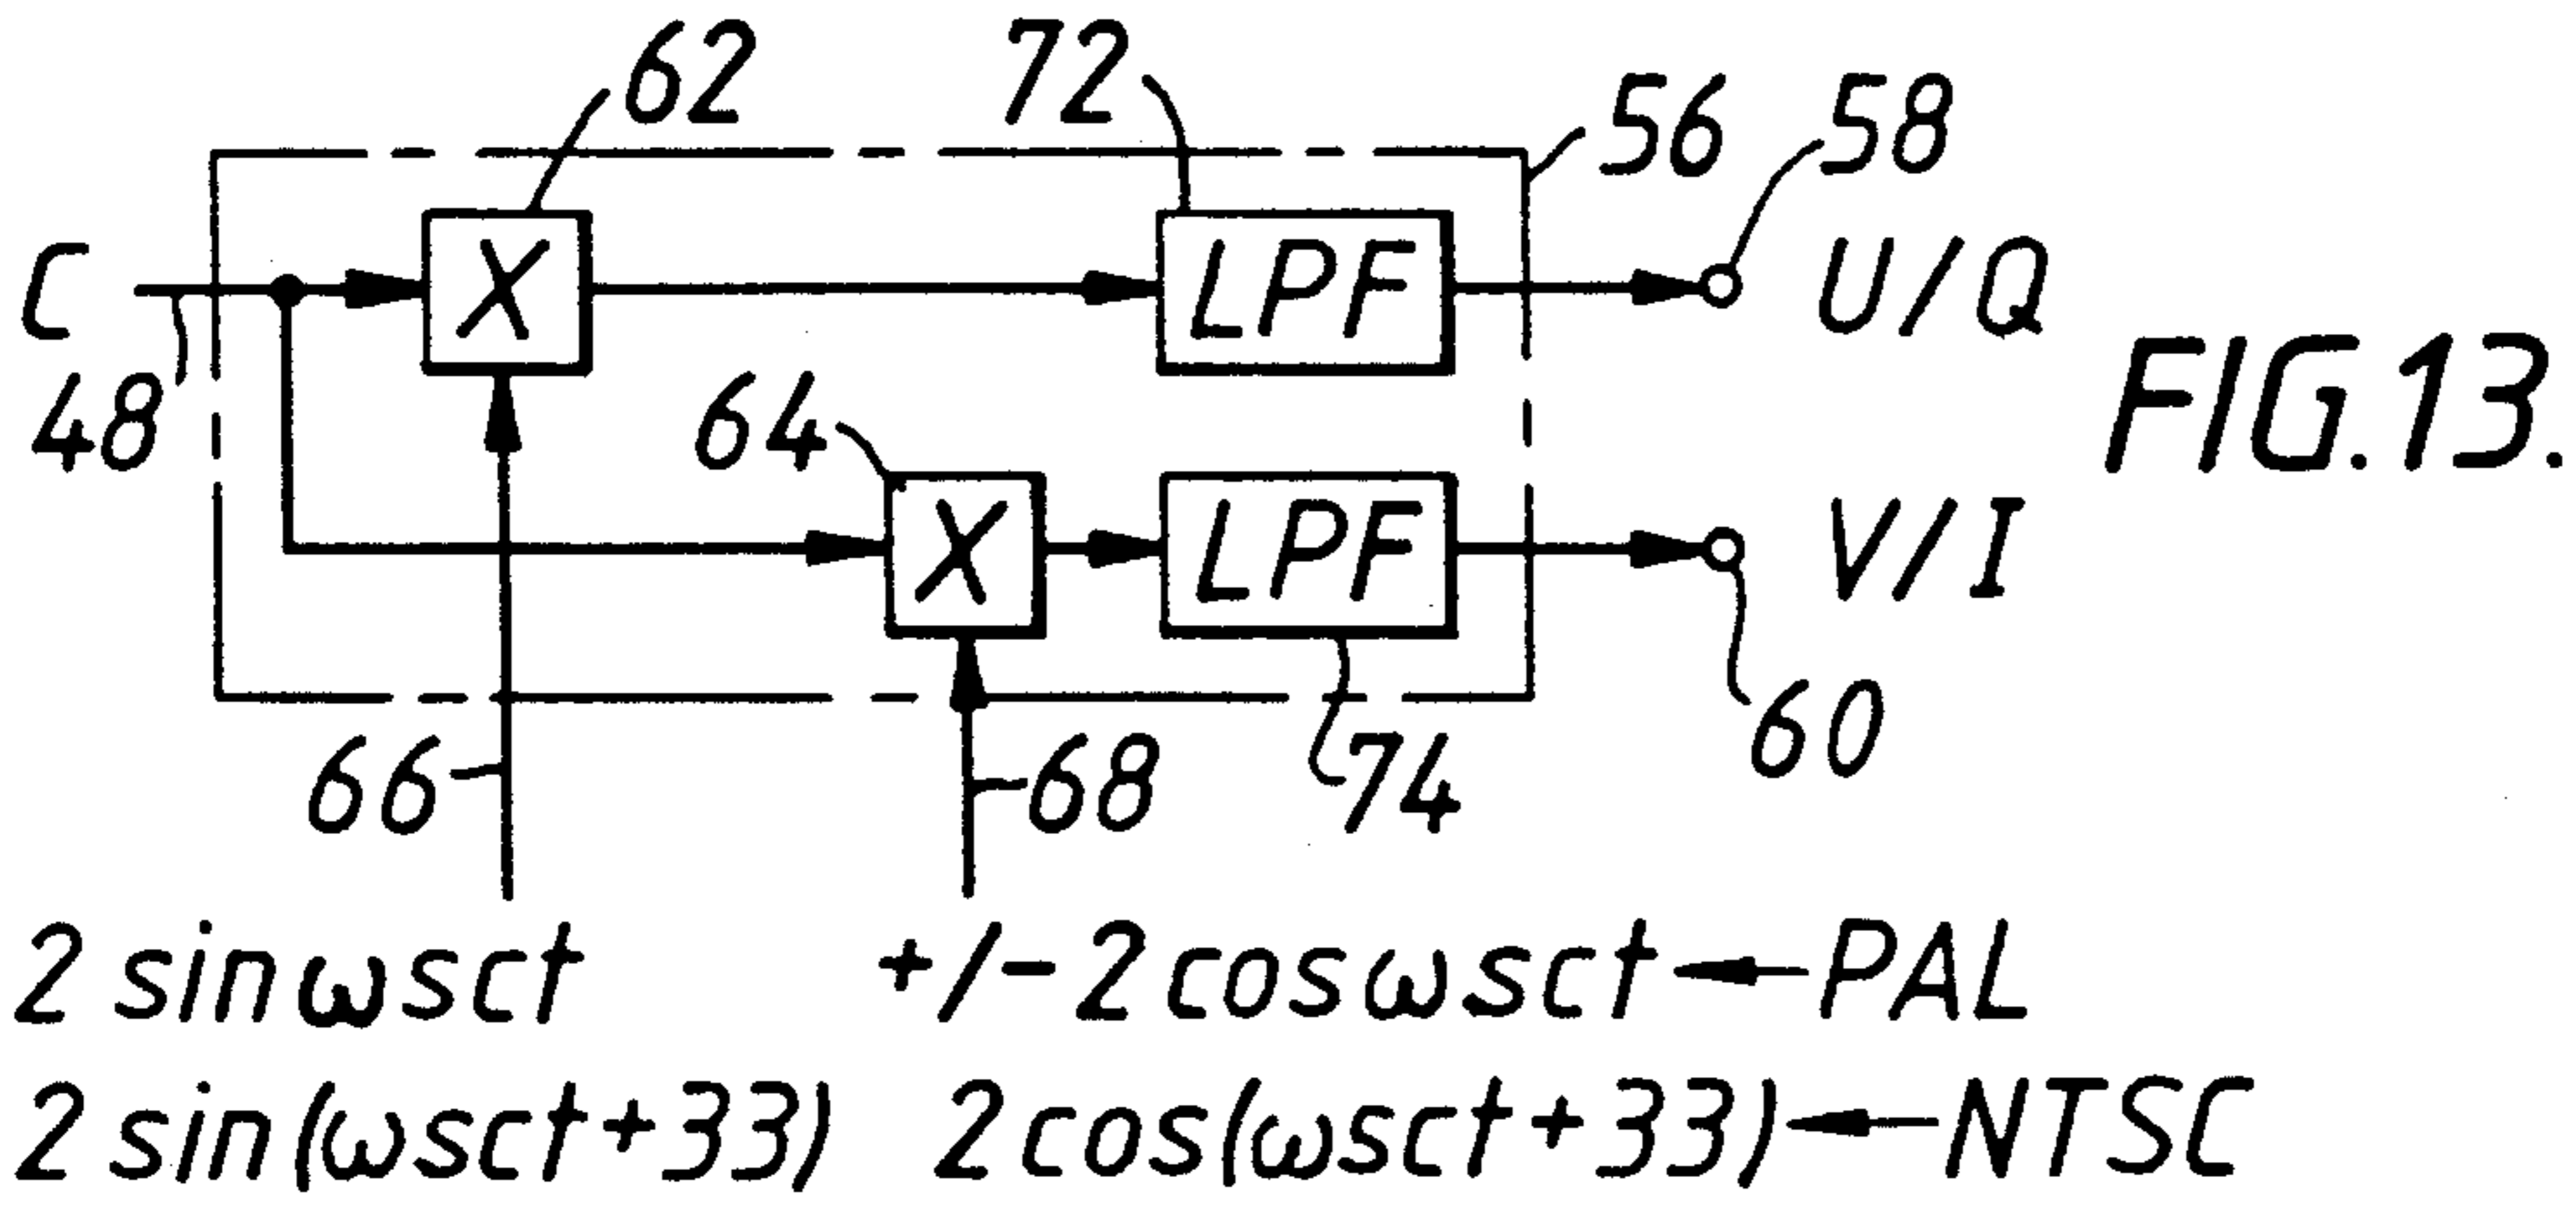 62
72
56
58
C
X
LPF
U/Q
48
FIG.13.
64
X
LPF
V/I
66
68
74
60
2 sinωsct
+/-2cosωsct←PAL
2 sin(ωsct+33)
2cos(ωsct+33)←NTSC